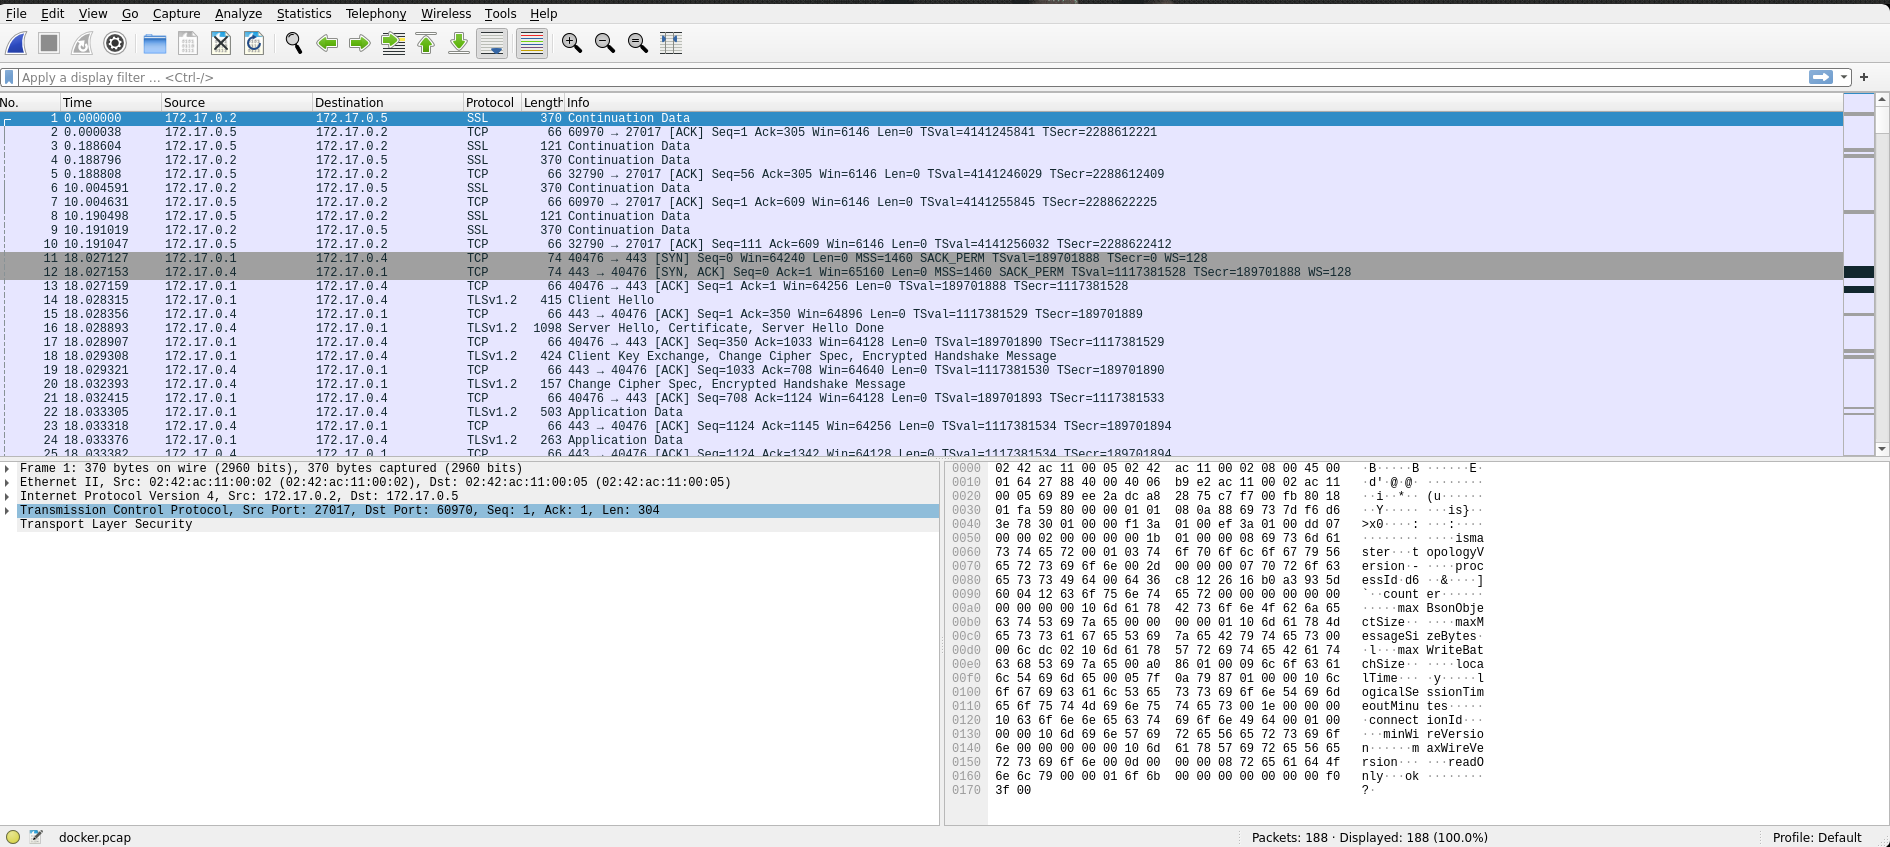 File Edit View Go Capture Analyze Statistics Telephony Wireless Tools Help
Apply a display filter ... <Ctrl-/>
No. Time Source Destination Protocol Length Info
1 0.000000 172.17.0.2 172.17.0.5 SSL 370 Continuation Data
2 0.000038 172.17.0.5 172.17.0.2 TCP 66 60970 → 27017 [ACK] Seq=1 Ack=305 Win=6146 Len=0 TSval=4141245841 TSecr=2288612221
3 0.188604 172.17.0.5 172.17.0.2 SSL 121 Continuation Data
4 0.188796 172.17.0.2 172.17.0.5 SSL 370 Continuation Data
5 0.188808 172.17.0.5 172.17.0.2 TCP 66 32790 → 27017 [ACK] Seq=56 Ack=305 Win=6146 Len=0 TSval=4141246029 TSecr=2288612409
6 10.004591 172.17.0.2 172.17.0.5 SSL 370 Continuation Data
7 10.004631 172.17.0.5 172.17.0.2 TCP 66 60970 → 27017 [ACK] Seq=1 Ack=609 Win=6146 Len=0 TSval=4141255845 TSecr=2288622225
8 10.190498 172.17.0.5 172.17.0.2 SSL 121 Continuation Data
9 10.191019 172.17.0.2 172.17.0.5 SSL 370 Continuation Data
10 10.191047 172.17.0.5 172.17.0.2 TCP 66 32790 → 27017 [ACK] Seq=111 Ack=609 Win=6146 Len=0 TSval=4141256032 TSecr=2288622412
11 18.027127 172.17.0.1 172.17.0.4 TCP 74 40476 → 443 [SYN] Seq=0 Win=64240 Len=0 MSS=1460 SACK_PERM TSval=189701888 TSecr=0 WS=128
12 18.027153 172.17.0.4 172.17.0.1 TCP 74 443 → 40476 [SYN, ACK] Seq=0 Ack=1 Win=65160 Len=0 MSS=1460 SACK_PERM TSval=1117381528 TSecr=189701888 WS=128
13 18.027159 172.17.0.1 172.17.0.4 TCP 66 40476 → 443 [ACK] Seq=1 Ack=1 Win=64256 Len=0 TSval=189701888 TSecr=1117381528
14 18.028315 172.17.0.1 172.17.0.4 TLSv1.2 415 Client Hello
15 18.028356 172.17.0.4 172.17.0.1 TCP 66 443 → 40476 [ACK] Seq=1 Ack=350 Win=64896 Len=0 TSval=1117381529 TSecr=189701889
16 18.028893 172.17.0.4 172.17.0.1 TLSv1.2 1098 Server Hello, Certificate, Server Hello Done
17 18.028907 172.17.0.1 172.17.0.4 TCP 66 40476 → 443 [ACK] Seq=350 Ack=1033 Win=64128 Len=0 TSval=189701890 TSecr=1117381529
18 18.029308 172.17.0.1 172.17.0.4 TLSv1.2 424 Client Key Exchange, Change Cipher Spec, Encrypted Handshake Message
19 18.029321 172.17.0.4 172.17.0.1 TCP 66 443 → 40476 [ACK] Seq=1033 Ack=708 Win=64640 Len=0 TSval=1117381530 TSecr=189701890
20 18.032393 172.17.0.4 172.17.0.1 TLSv1.2 157 Change Cipher Spec, Encrypted Handshake Message
21 18.032415 172.17.0.1 172.17.0.4 TCP 66 40476 → 443 [ACK] Seq=708 Ack=1124 Win=64128 Len=0 TSval=189701893 TSecr=1117381533
22 18.033305 172.17.0.1 172.17.0.4 TLSv1.2 503 Application Data
23 18.033318 172.17.0.4 172.17.0.1 TCP 66 443 → 40476 [ACK] Seq=1124 Ack=1145 Win=64256 Len=0 TSval=1117381534 TSecr=189701894
24 18.033376 172.17.0.1 172.17.0.4 TLSv1.2 263 Application Data
25 18.033382 172.17.0.4 172.17.0.1 TCP 66 443 → 40476 [ACK] Seq=1124 Ack=1342 Win=64128 Len=0 TSval=1117381534 TSecr=189701894
Frame 1: 370 bytes on wire (2960 bits), 370 bytes captured (2960 bits)
Ethernet II, Src: 02:42:ac:11:00:02 (02:42:ac:11:00:02), Dst: 02:42:ac:11:00:05 (02:42:ac:11:00:05)
Internet Protocol Version 4, Src: 172.17.0.2, Dst: 172.17.0.5
Transmission Control Protocol, Src Port: 27017, Dst Port: 60970, Seq: 1, Ack: 1, Len: 304
Transport Layer Security
0000 02 42 ac 11 00 05 02 42 ac 11 00 02 08 00 45 00 ·B·····B ······E·
0010 01 64 27 88 40 00 40 06 b9 e2 ac 11 00 02 ac 11 ·d'·@·@· ········
0020 00 05 69 89 ee 2a dc a8 28 75 c7 f7 00 fb 80 18 ··i··*·· (u······
0030 01 fa 59 80 00 00 01 01 08 0a 88 69 73 7d f6 d6 ··Y····· ···is}··
0040 3e 78 30 01 00 00 f1 3a 01 00 ef 3a 01 00 dd 07 >x0····: ···:····
0050 00 00 02 00 00 00 00 1b 01 00 00 08 69 73 6d 61 ········ ····isma
0060 73 74 65 72 00 01 03 74 6f 70 6f 6c 6f 67 79 56 ster···t opologyV
0070 65 72 73 69 6f 6e 00 2d 00 00 00 07 70 72 6f 63 ersion·- ····proc
0080 65 73 73 49 64 00 64 36 c8 12 26 16 b0 a3 93 5d essId·d6 ··&····]
0090 60 04 12 63 6f 75 6e 74 65 72 00 00 00 00 00 00 `··count er······
00a0 00 00 00 00 10 6d 61 78 42 73 6f 6e 4f 62 6a 65 ·····max BsonObje
00b0 63 74 53 69 7a 65 00 00 00 00 01 10 6d 61 78 4d ctSize·· ····maxM
00c0 65 73 73 61 67 65 53 69 7a 65 42 79 74 65 73 00 essageSi zeBytes·
00d0 00 6c dc 02 10 6d 61 78 57 72 69 74 65 42 61 74 ·l···max WriteBat
00e0 63 68 53 69 7a 65 00 a0 86 01 00 09 6c 6f 63 61 chSize·· ····loca
00f0 6c 54 69 6d 65 00 05 7f 0a 79 87 01 00 00 10 6c lTime··· ·y·····l
0100 6f 67 69 63 61 6c 53 65 73 73 69 6f 6e 54 69 6d ogicalSe ssionTim
0110 65 6f 75 74 4d 69 6e 75 74 65 73 00 1e 00 00 00 eoutMinu tes·····
0120 10 63 6f 6e 6e 65 63 74 69 6f 6e 49 64 00 01 00 ·connect ionId···
0130 00 00 10 6d 69 6e 57 69 72 65 56 65 72 73 69 6f ···minWi reVersio
0140 6e 00 00 00 00 00 10 6d 61 78 57 69 72 65 56 65 n······m axWireVe
0150 72 73 69 6f 6e 00 0d 00 00 00 08 72 65 61 64 4f rsion··· ···readO
0160 6e 6c 79 00 00 01 6f 6b 00 00 00 00 00 00 00 f0 nly···ok ········
0170 3f 00 ?·
docker.pcap Packets: 188 · Displayed: 188 (100.0%) Profile: Default